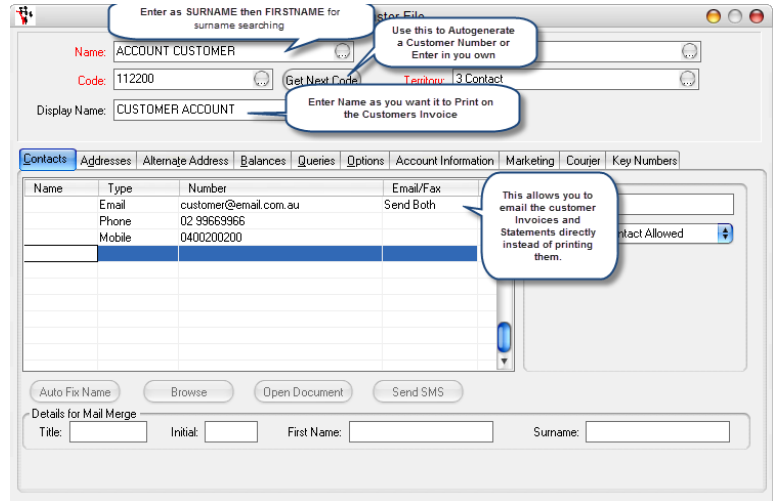 Enter as SURNAME then FIRSTNAME for
surname searching
ster File
Use this to Autogenerate
a Customer Number or
Enter in you own
Name: ACCOUNT CUSTOMER
Code: 112200 Get Next Code Territory: 3 Contact
Enter Name as you want it to Print on
the Customers Invoice
Display Name: CUSTOMER ACCOUNT
Contacts Addresses Alternate Address Balances Queries Options Account Information Marketing Courier Key Numbers
Name Type Number Email/Fax
Email customer@email.com.au Send Both
Phone 02 99669966
Mobile 0400200200
This allows you to
email the customer
Invoices and
Statements directly
instead of printing
them.
ntact Allowed
Auto Fix Name Browse Open Document Send SMS
Details for Mail Merge
Title: Initial: First Name: Surname: